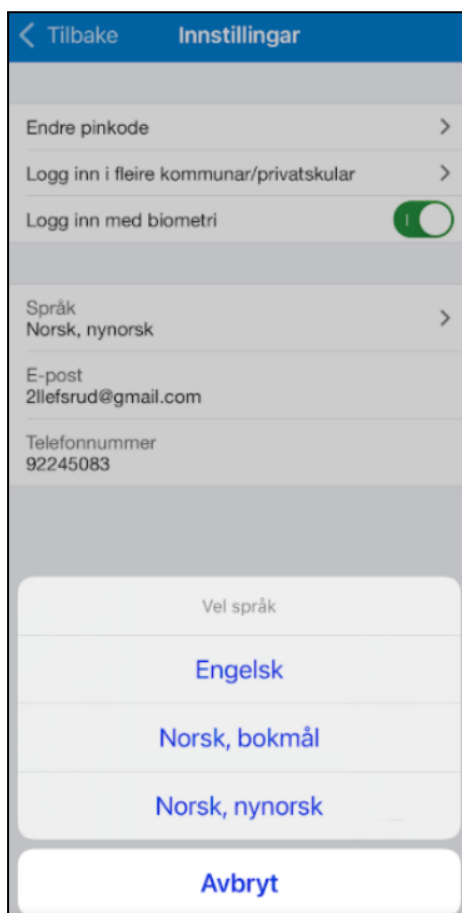 Tilbake Innstillingar
Endre pinkode
Logg inn i fleire kommunar/privatskular
Logg inn med biometri
Språk
Norsk, nynorsk
E-post
2llefsrud@gmail.com
Telefonnummer
92245083
Vel språk
Engelsk
Norsk, bokmål
Norsk, nynorsk
Avbryt